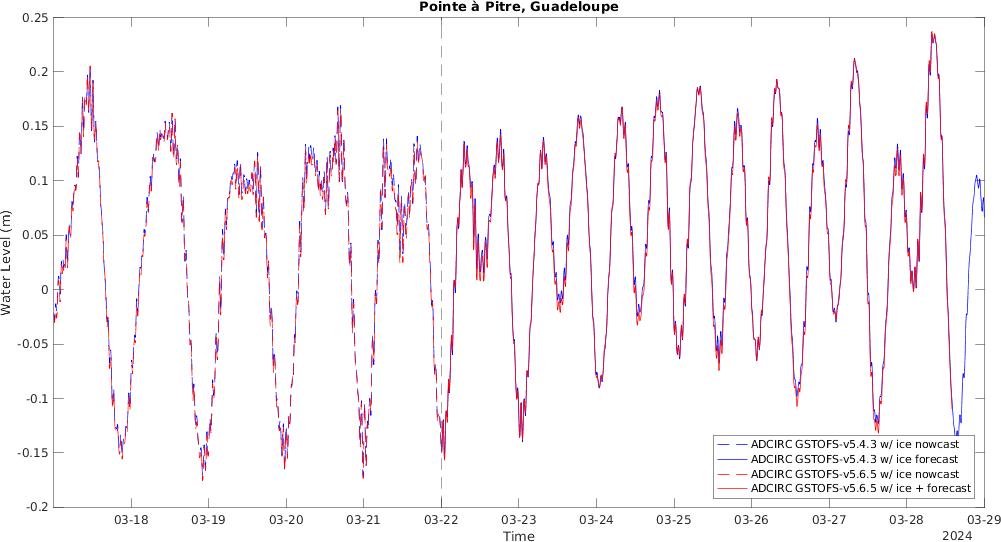 Pointe à Pitre, Guadeloupe
0.25
0.2
0.15
0.1
0.05
0
-0.05
-0.1
-0.15
-0.2
Water Level (m)
ADCIRC GSTOFS-v5.4.3 w/ ice nowcast
ADCIRC GSTOFS-v5.4.3 w/ ice forecast
ADCIRC GSTOFS-v5.6.5 w/ ice nowcast
ADCIRC GSTOFS-v5.6.5 w/ ice + forecast
03-18 03-19 03-20 03-21 03-22 03-23 03-24 03-25 03-26 03-27 03-28 03-29
Time
2024